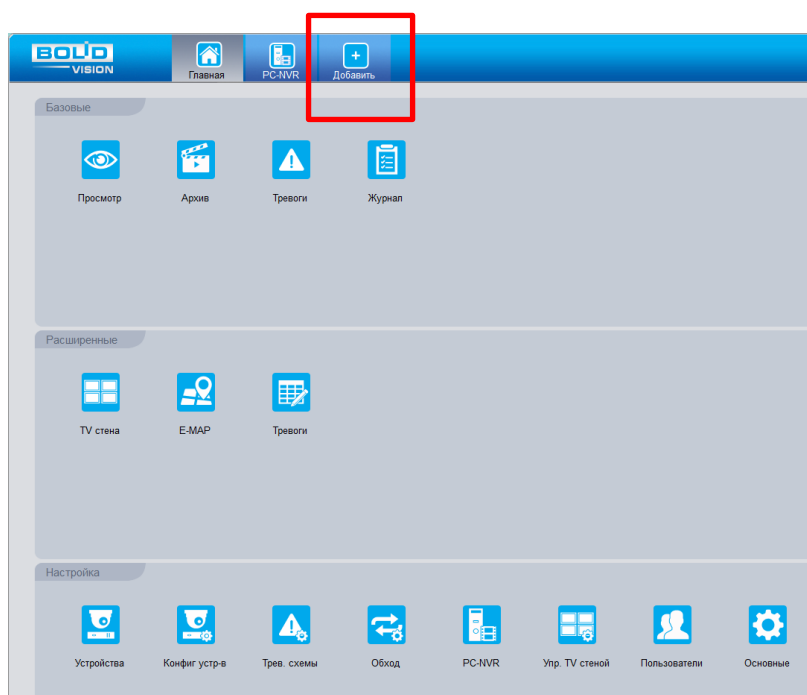 BOLID
VISION
Главная
PC-NVR
Добавить
Базовые
Просмотр
Архив
Тревоги
Журнал
Расширенные
TV стена
E-MAP
Тревоги
Настройка
Устройства
Конфиг устр-в
Трев. схемы
Обход
PC-NVR
Упр. TV стеной
Пользователи
Основные